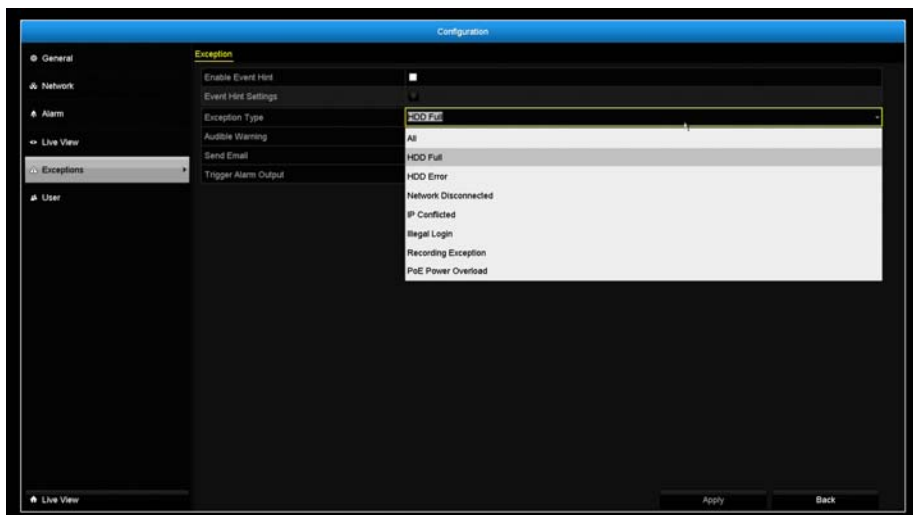 Configuration
General
Network
Alarm
Live View
Exceptions
User
Live View
Exception
Enable Event Hint
Event Hint Settings
Exception Type HDD Full
Audible Warning
Send Email
Trigger Alarm Output
All
HDD Full
HDD Error
Network Disconnected
IP Conflicted
Illegal Login
Recording Exception
PoE Power Overload
Apply Back